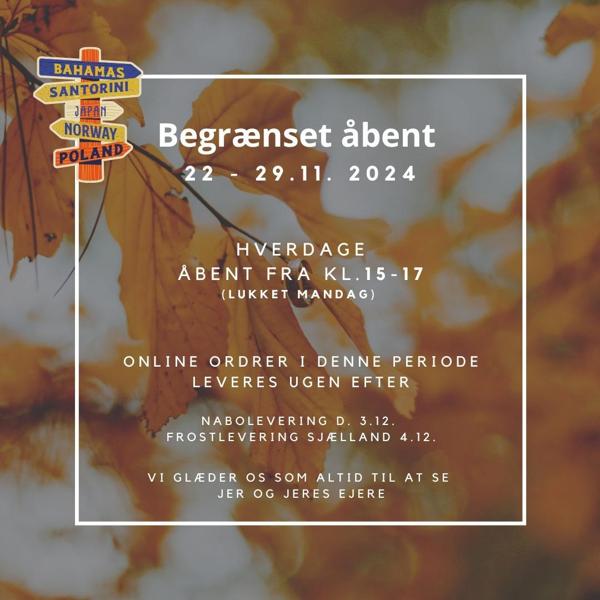 BAHAMAS
SANTORINI
JAPAN
NORWAY
POLAND
Begrænset åbent
22 - 29.11. 2024
HVERDAGE
ÅBENT FRA KL.15-17
(LUKKET MANDAG)
ONLINE ORDRER I DENNE PERIODE
LEVERES UGEN EFTER
NABOLEVERING D. 3.12.
FROSTLEVERING SJÆLLAND 4.12.
VI GLÆDER OS SOM ALTID TIL AT SE
JER OG JERES EJERE